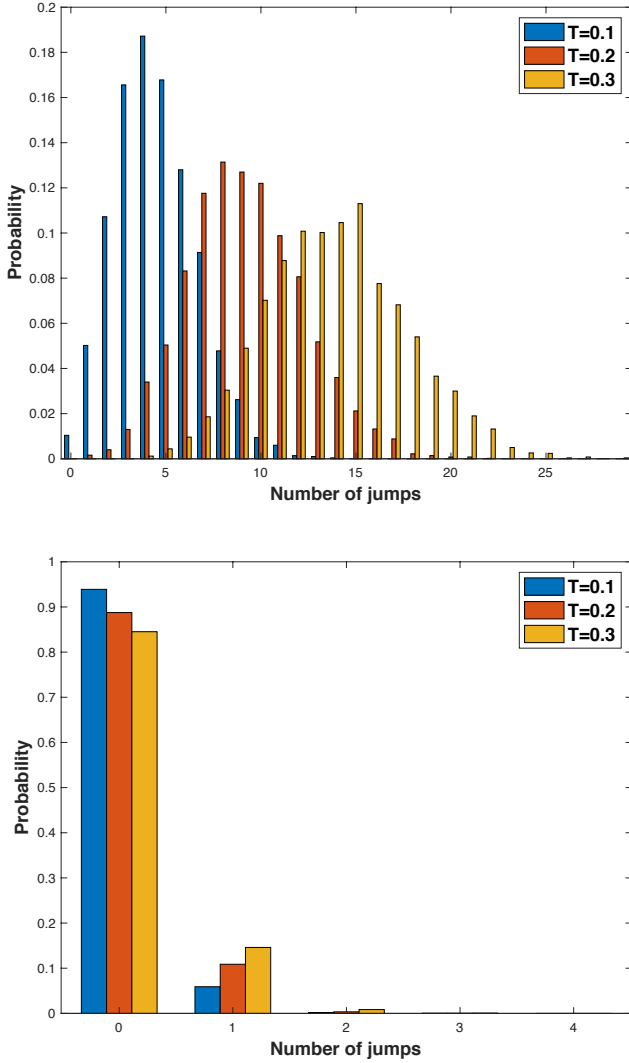 0.2
0.18
0.16
0.14
0.12
0.1
0.08
0.06
0.04
0.02
0
Probability
T=0.1
T=0.2
T=0.3
0 5 10 15 20 25
Number of jumps
1
0.9
0.8
0.7
0.6
0.5
0.4
0.3
0.2
0.1
0
Probability
T=0.1
T=0.2
T=0.3
0 1 2 3 4
Number of jumps